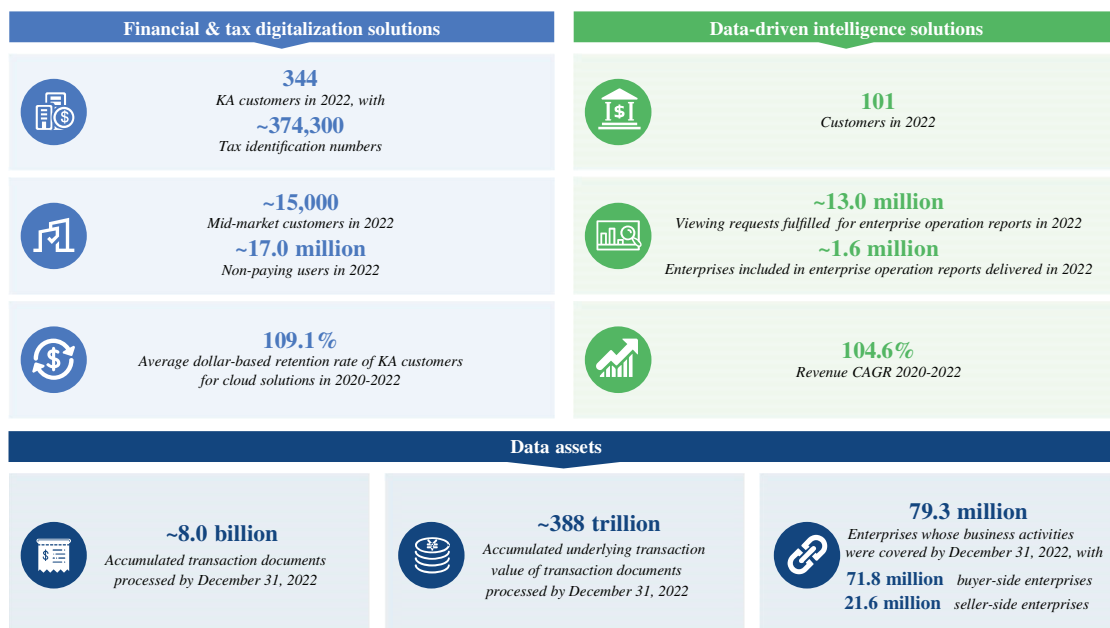 Financial & tax digitalization solutions
344
KA customers in 2022, with
~374,300
Tax identification numbers
~15,000
Mid-market customers in 2022
~17.0 million
Non-paying users in 2022
109.1%
Average dollar-based retention rate of KA customers
for cloud solutions in 2020-2022
Data-driven intelligence solutions
101
Customers in 2022
~13.0 million
Viewing requests fulfilled for enterprise operation reports in 2022
~1.6 million
Enterprises included in enterprise operation reports delivered in 2022
104.6%
Revenue CAGR 2020-2022
Data assets
~8.0 billion
Accumulated transaction documents
processed by December 31, 2022
~388 trillion
Accumulated underlying transaction
value of transaction documents
processed by December 31, 2022
79.3 million
Enterprises whose business activities
were covered by December 31, 2022, with
71.8 million buyer-side enterprises
21.6 million seller-side enterprises